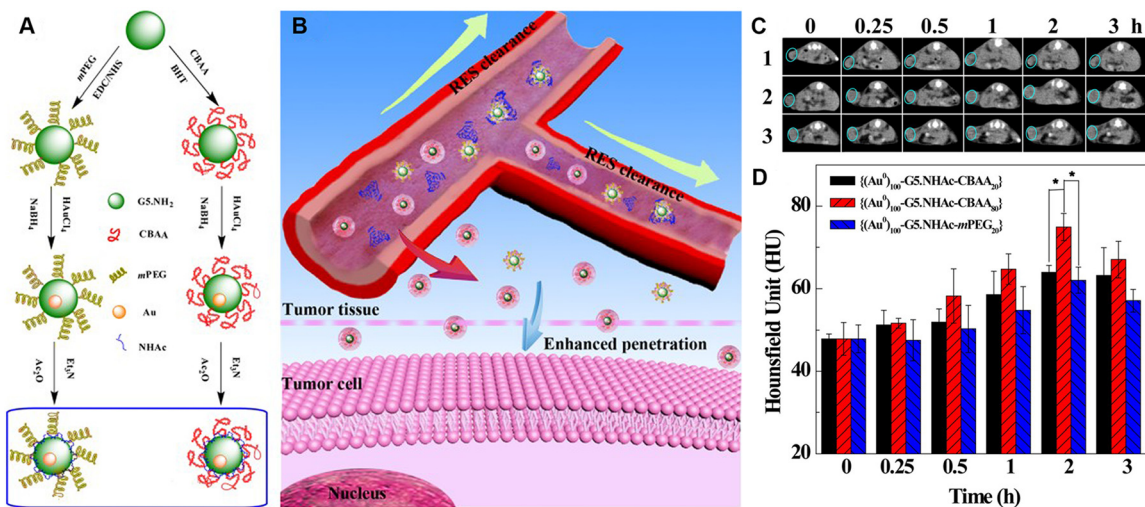 A
mPEG
EDC/NHS
CBAA
BHT
HAuCl₄
NaBH₄
HAuCl₄
NaBH₄
G5.NH₂
CBAA
mPEG
Au
NHAc
Et₃N
Ac₂O
Et₃N
Ac₂O
B
RES clearance
RES clearance
Tumor tissue
Enhanced penetration
Tumor cell
Nucleus
C
0 0.25 0.5 1 2 3 h
1
2
3
D
{(Au⁰)₁₀₀-G5.NHAc-CBAA₂₀}
{(Au⁰)₁₀₀-G5.NHAc-CBAA₈₀}
{(Au⁰)₁₀₀-G5.NHAc-mPEG₂₀}
* *
Hounsfield Unit (HU)
80
60
40
20
0 0.25 0.5 1 2 3
Time (h)